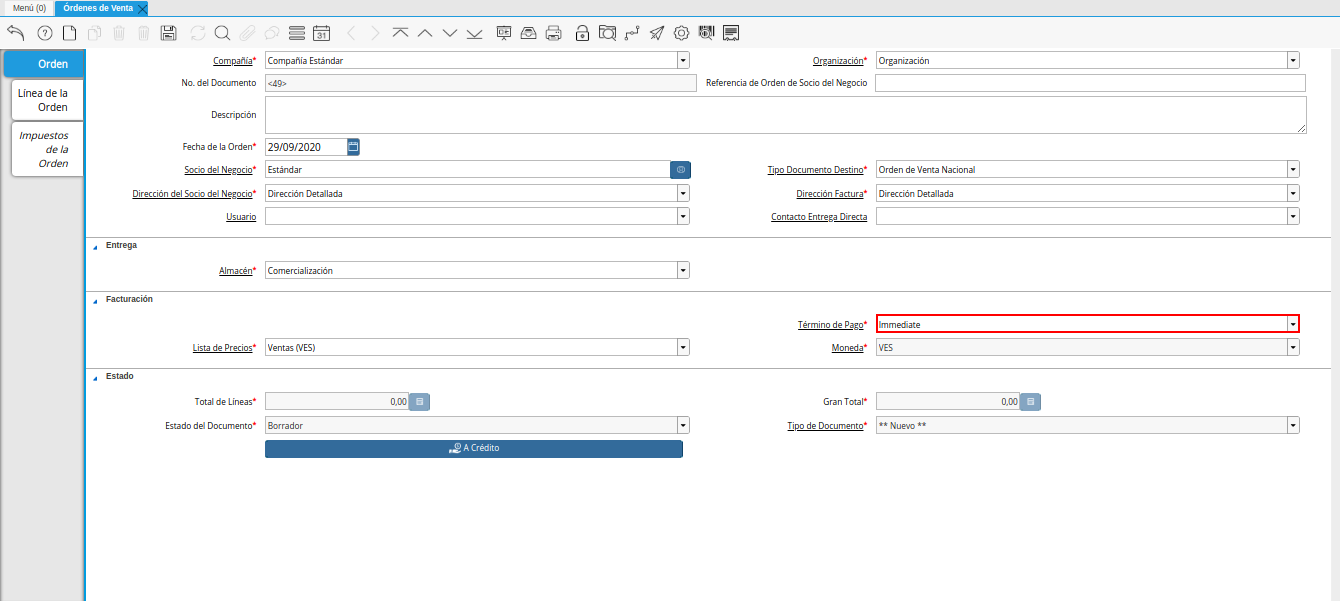 Menú (0)
Órdenes de Venta
31
Orden
Línea de la
Orden
Impuestos
de la
Orden
Compañía* Compañía Estándar
Organización* Organización
No. del Documento <49>
Referencia de Orden de Socio del Negocio
Descripción
Fecha de la Orden* 29/09/2020
Socio del Negocio* Estándar
Tipo Documento Destino* Orden de Venta Nacional
Dirección del Socio del Negocio* Dirección Detallada
Dirección Factura* Dirección Detallada
Usuario
Contacto Entrega Directa
Entrega
Almacén* Comercialización
Facturación
Término de Pago* Immediate
Lista de Precios* Ventas (VES)
Moneda* VES
Estado
Total de Líneas* 0,00
Gran Total* 0,00
Estado del Documento* Borrador
Tipo de Documento* ** Nuevo **
A Crédito